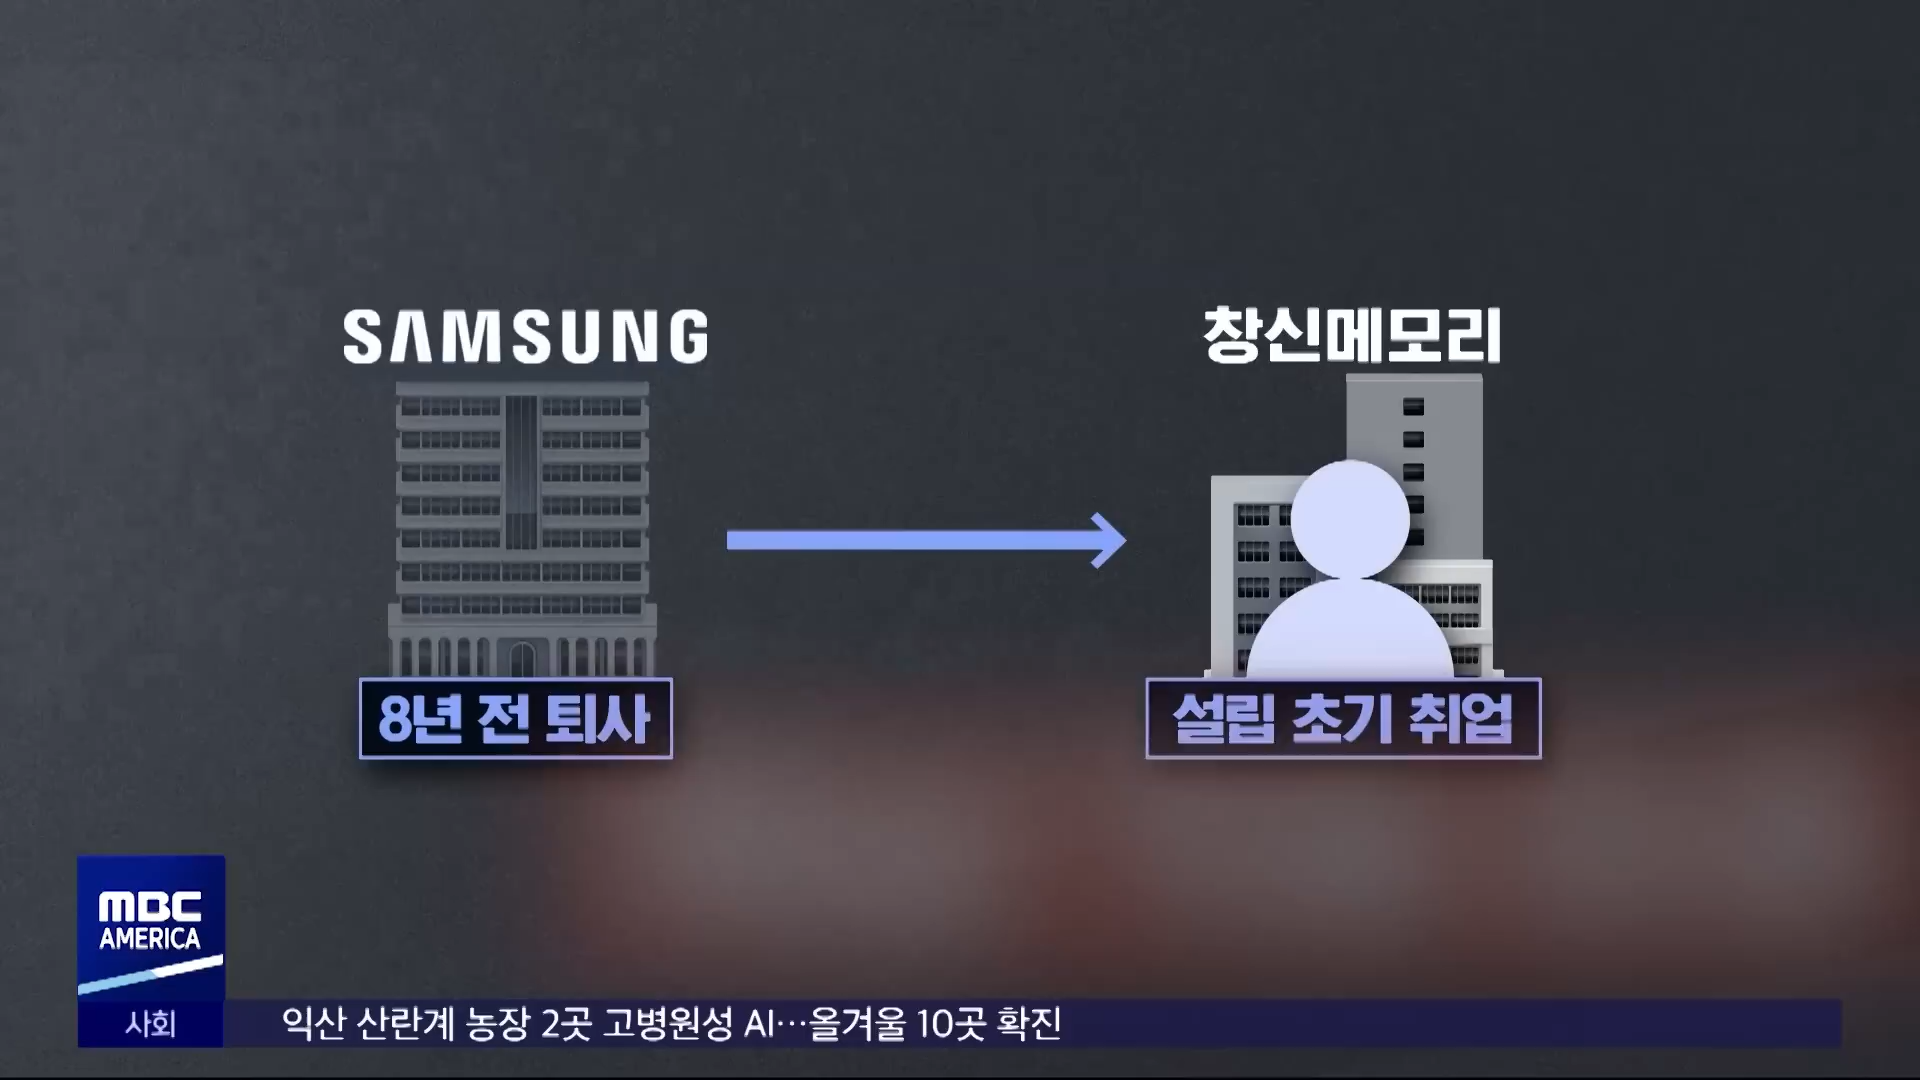 SAMSUNG
창신메모리
8년 전 퇴사
설립 초기 취업
MBC
AMERICA
사회
익산 산란계 농장 2곳 고병원성 AI…올겨울 10곳 확진